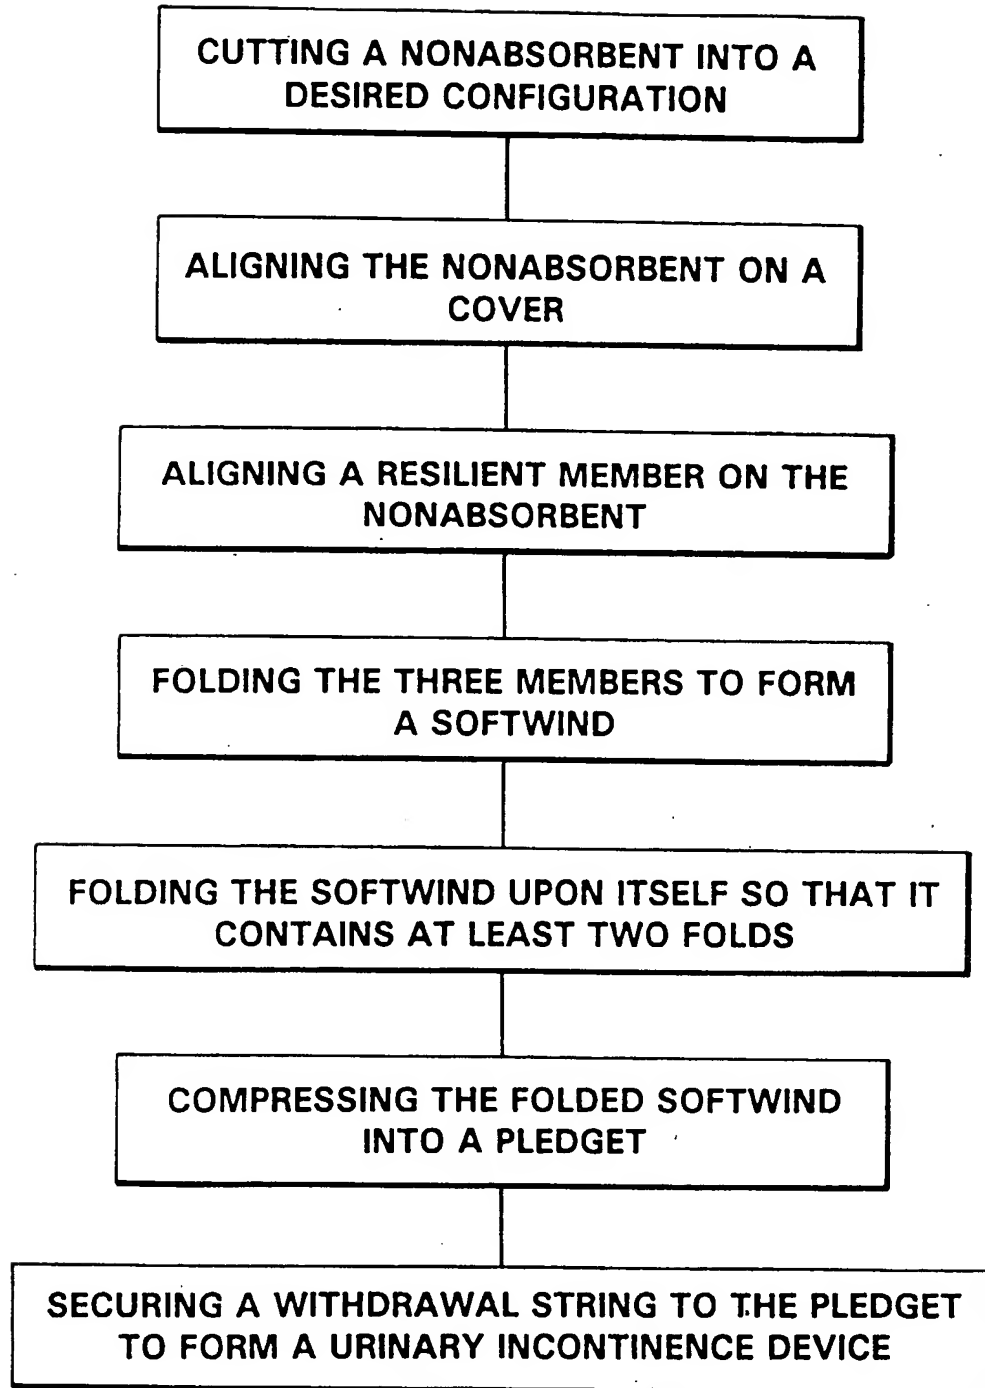 CUTTING A NONABSORBENT INTO A
DESIRED CONFIGURATION
ALIGNING THE NONABSORBENT ON A
COVER
ALIGNING A RESILIENT MEMBER ON THE
NONABSORBENT
FOLDING THE THREE MEMBERS TO FORM
A SOFTWIND
FOLDING THE SOFTWIND UPON ITSELF SO THAT IT
CONTAINS AT LEAST TWO FOLDS
COMPRESSING THE FOLDED SOFTWIND
INTO A PLEDGET
SECURING A WITHDRAWAL STRING TO THE PLEDGET
TO FORM A URINARY INCONTINENCE DEVICE